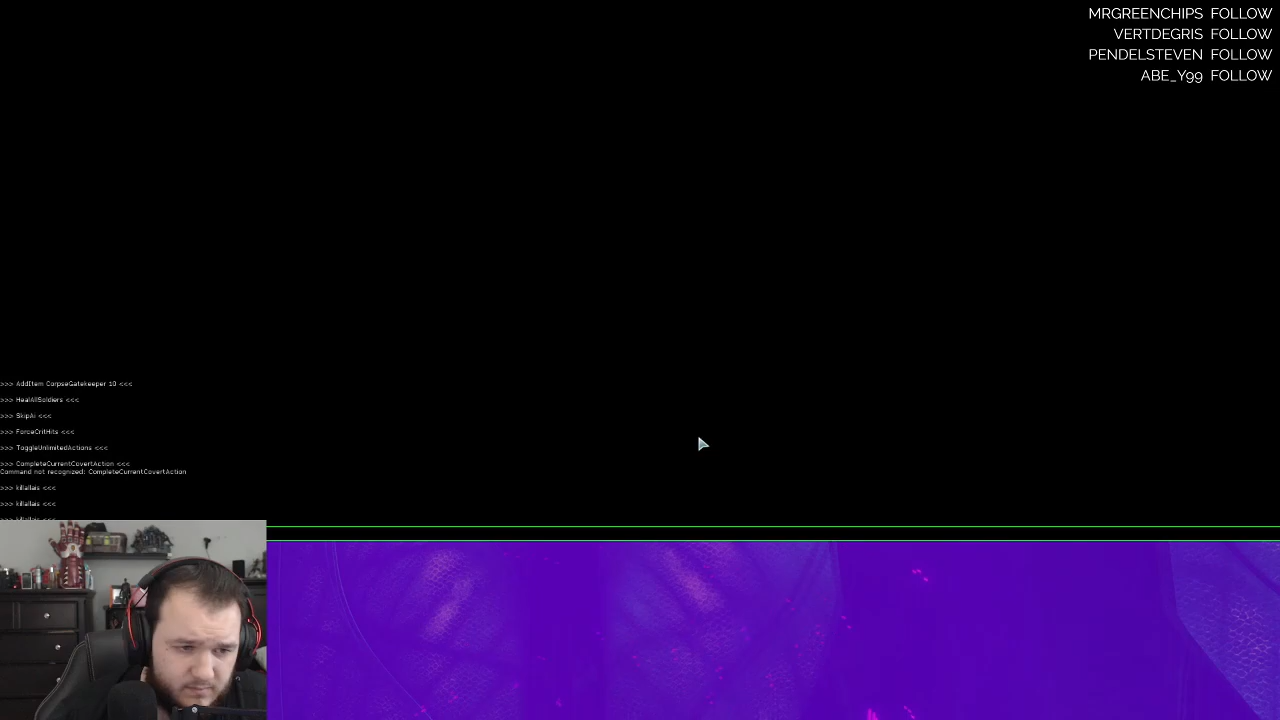 MRGREENCHIPS FOLLOW
VERTDEGRIS FOLLOW
PENDELSTEVEN FOLLOW
ABE_Y99 FOLLOW
>>> AddItem CorpseGatekeeper 10 <<<
>>> HealAllSoldiers <<<
>>> SkipAi <<<
>>> ForceCritHits <<<
>>> ToggleUnlimitedActions <<<
>>> CompleteCurrentCovertAction <<<
Command not recognized: CompleteCurrentCovertAction
>>> killallais <<<
>>> killallais <<<
>>> killallais <<<